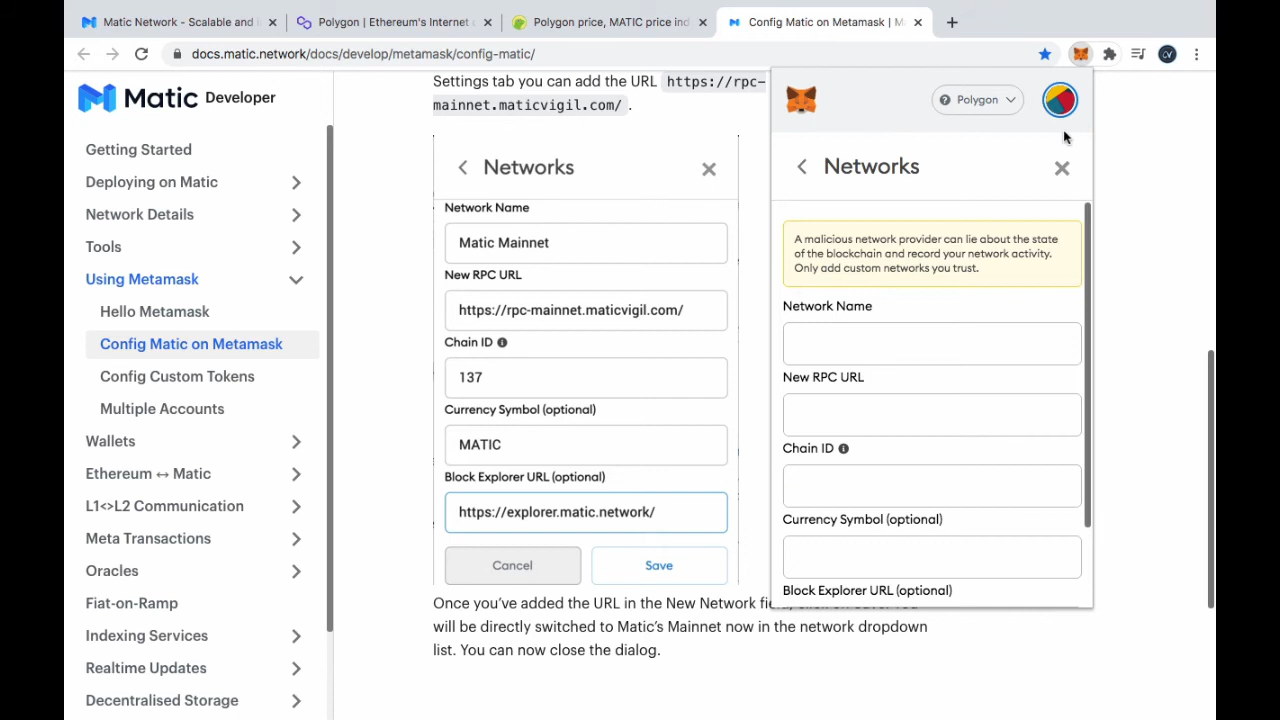 Matic Network - Scalable and i
Polygon | Ethereum's Internet o
Polygon price, MATIC price ind
Config Matic on Metamask | Ma
docs.matic.network/docs/develop/metamask/config-matic/
Matic Developer
Getting Started
Deploying on Matic
Network Details
Tools
Using Metamask
Hello Metamask
Config Matic on Metamask
Config Custom Tokens
Multiple Accounts
Wallets
Ethereum ↔ Matic
L1<>L2 Communication
Meta Transactions
Oracles
Fiat-on-Ramp
Indexing Services
Realtime Updates
Decentralised Storage
Settings tab you can add the URL https://rpc-
mainnet.maticvigil.com/ .
Networks
Network Name
Matic Mainnet
New RPC URL
https://rpc-mainnet.maticvigil.com/
Chain ID
137
Currency Symbol (optional)
MATIC
Block Explorer URL (optional)
https://explorer.matic.network/
Cancel
Save
Once you've added the URL in the New Network
will be directly switched to Matic's Mainnet now in the network dropdown
list. You can now close the dialog.
Polygon
Networks
A malicious network provider can lie about the state
of the blockchain and record your network activity.
Only add custom networks you trust.
Network Name
New RPC URL
Chain ID
Currency Symbol (optional)
Block Explorer URL (optional)